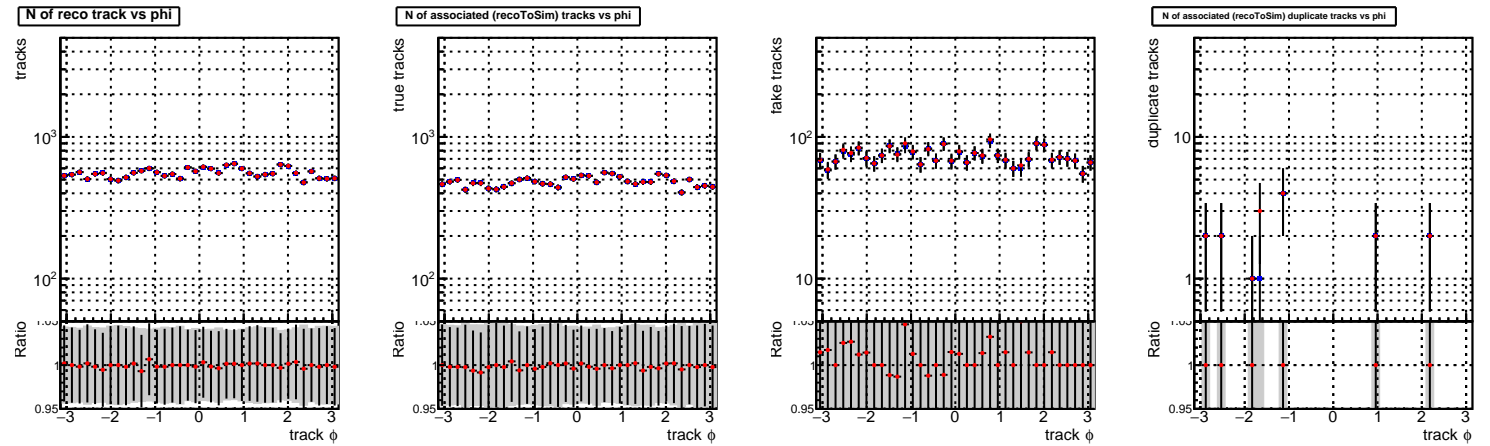 N of reco track vs phi
N of associated (recoToSim) tracks vs phi
N of associated (recoToSim) duplicate tracks vs phi
tracks
10³
10²
Ratio
1
0.95
−3 −2 −1 0 1 2 3
track ϕ
true tracks
10³
10²
Ratio
1
0.95
−3 −2 −1 0 1 2 3
track ϕ
fake tracks
10²
10
Ratio
1
0.95
−3 −2 −1 0 1 2 3
track ϕ
duplicate tracks
10
1
Ratio
1
0.95
−3 −2 −1 0 1 2 3
track ϕ